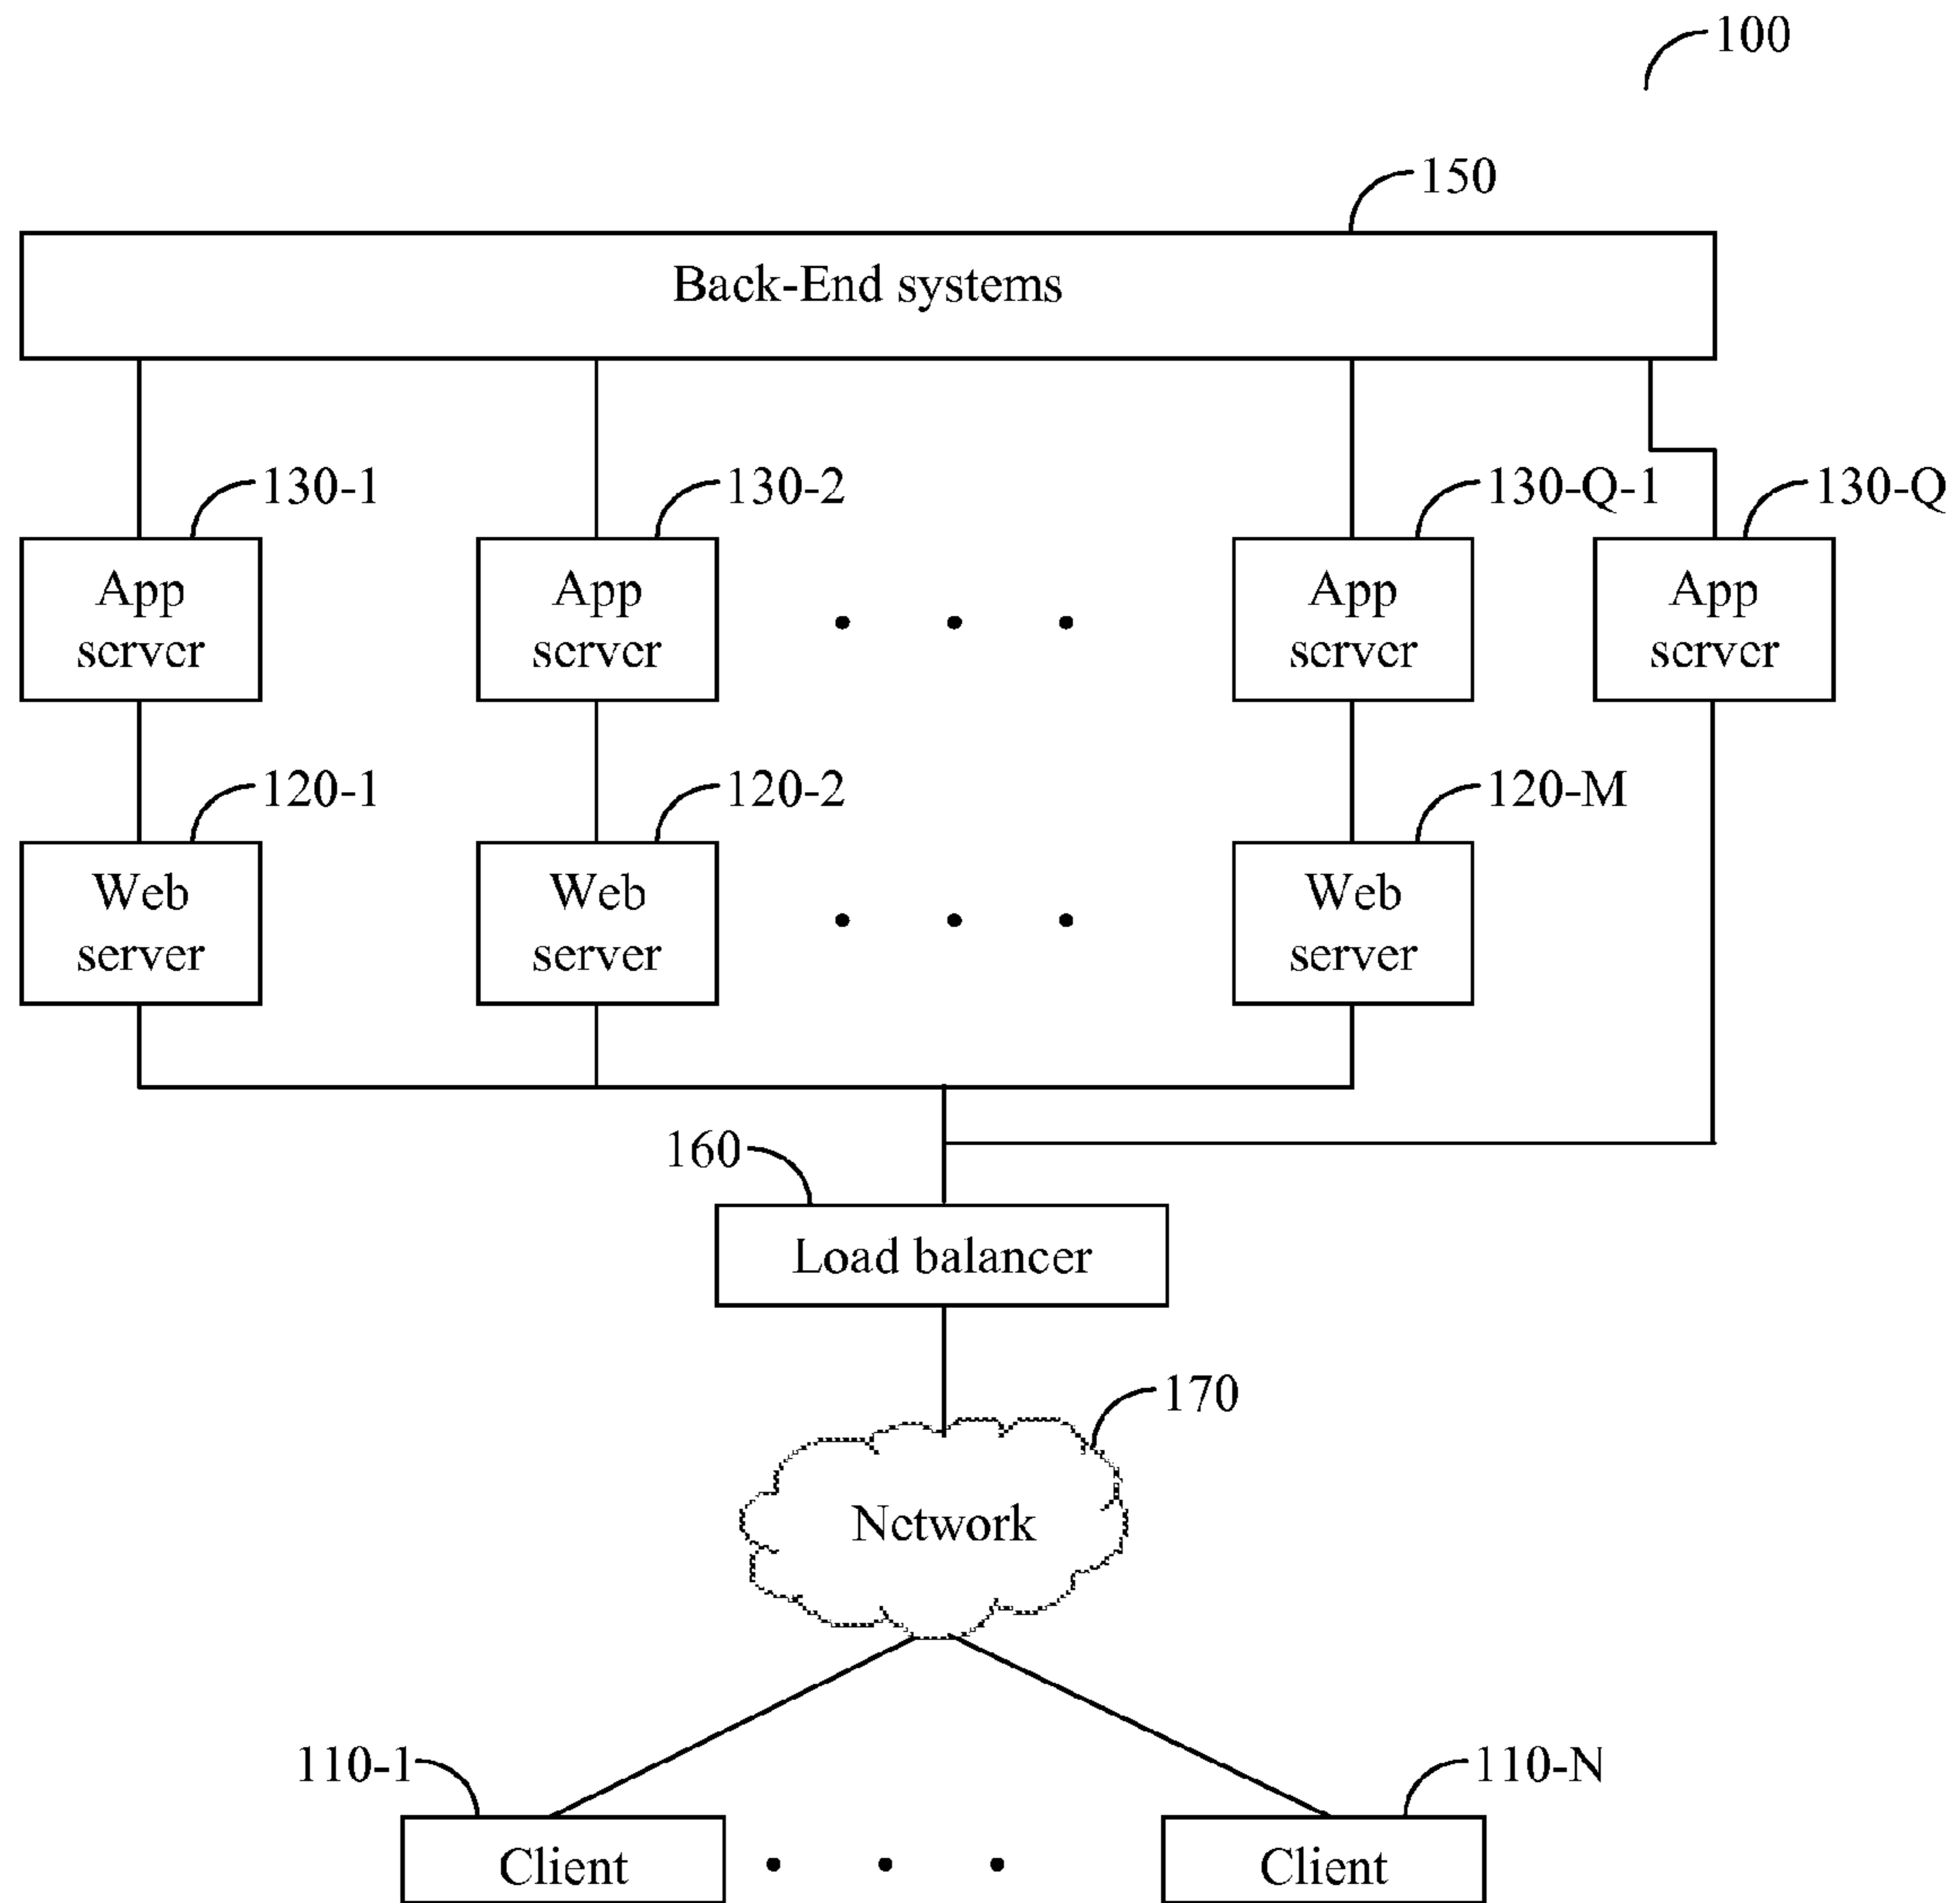 100
150
Back-End systems
130-1
130-2
130-Q-1
130-Q
App
server
App
server
App
server
App
server
120-1
120-2
120-M
Web
server
Web
server
Web
server
160
Load balancer
170
Network
110-1
110-N
Client
Client